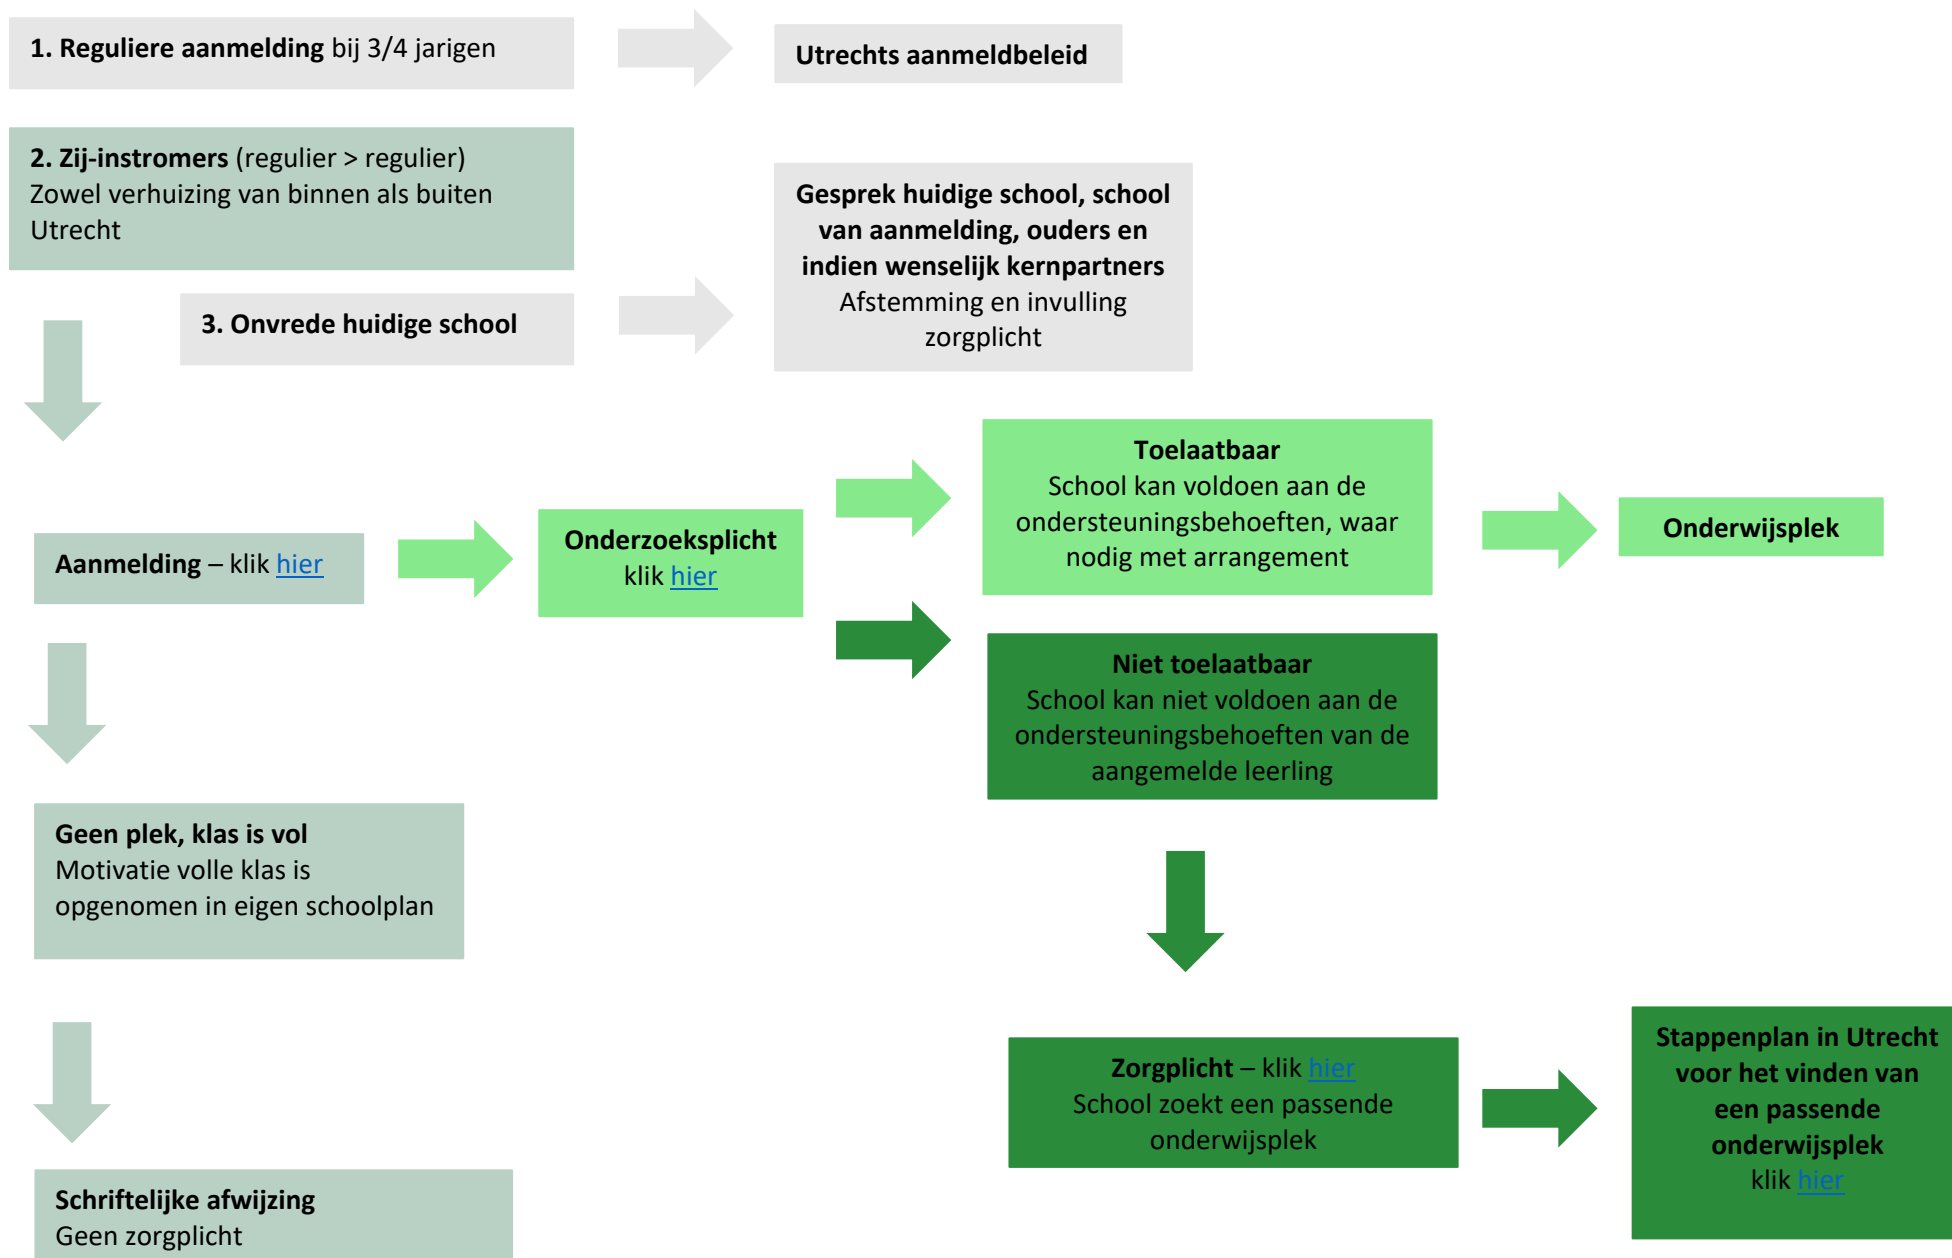 1. Reguliere aanmelding bij 3/4 jarigen
Utrechts aanmeldbeleid
2. Zij-instromers (regulier > regulier)
Zowel verhuizing van binnen als buiten
Utrecht
Gesprek huidige school, school
van aanmelding, ouders en
indien wenselijk kernpartners
Afstemming en invulling
zorgplicht
3. Onvrede huidige school
Aanmelding – klik hier
Onderzoeksplicht
klik hier
Toelaatbaar
School kan voldoen aan de
ondersteuningsbehoeften, waar
nodig met arrangement
Onderwijsplek
Niet toelaatbaar
School kan niet voldoen aan de
ondersteuningsbehoeften van de
aangemelde leerling
Geen plek, klas is vol
Motivatie volle klas is
opgenomen in eigen schoolplan
Zorgplicht – klik hier
School zoekt een passende
onderwijsplek
Stappenplan in Utrecht
voor het vinden van
een passende
onderwijsplek
klik hier
Schriftelijke afwijzing
Geen zorgplicht